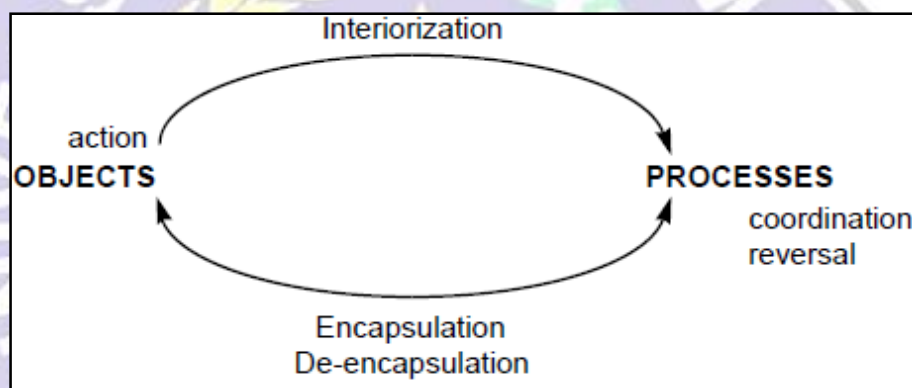 Interiorization
action
OBJECTS
PROCESSES
coordination
reversal
Encapsulation
De-encapsulation